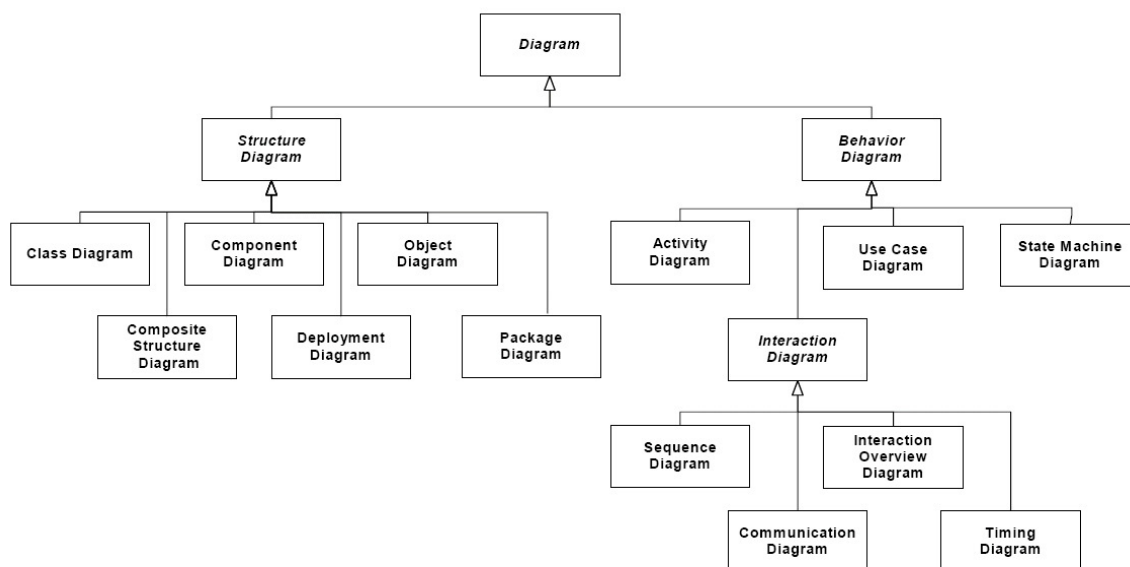 Diagram
Structure
Diagram
Behavior
Diagram
Class Diagram
Component
Diagram
Object
Diagram
Activity
Diagram
Use Case
Diagram
State Machine
Diagram
Composite
Structure
Diagram
Deployment
Diagram
Package
Diagram
Interaction
Diagram
Sequence
Diagram
Interaction
Overview
Diagram
Communication
Diagram
Timing
Diagram